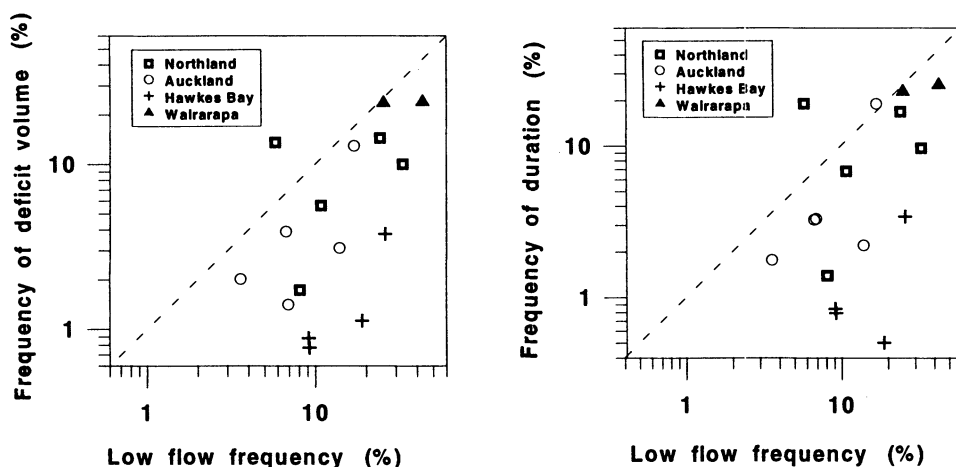 Frequency of deficit volume (%)
Northland
Auckland
Hawkes Bay
Wairarapa
10
1
1
10
Low flow frequency (%)
Frequency of duration (%)
Northland
Auckland
Hawkes Bay
Wairarapa
10
1
1
10
Low flow frequency (%)